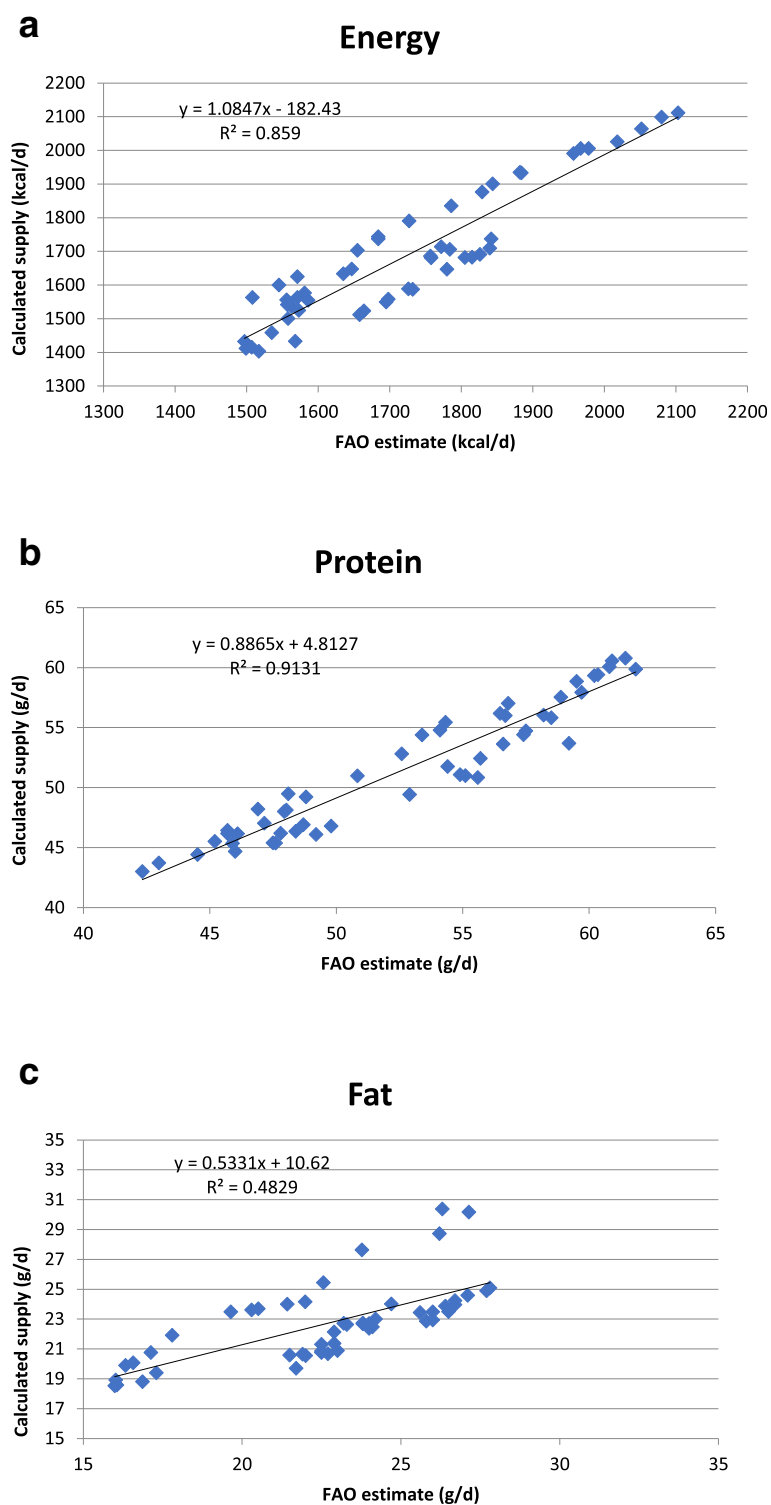 a
Energy
2200
2100
2000
1900
1800
1700
1600
1500
1400
1300
Calculated supply (kcal/d)
y = 1.0847x - 182.43
R² = 0.859
1300 1400 1500 1600 1700 1800 1900 2000 2100 2200
FAO estimate (kcal/d)
b
Protein
65
60
55
50
45
40
Calculated supply (g/d)
y = 0.8865x + 4.8127
R² = 0.9131
40 45 50 55 60 65
FAO estimate (g/d)
c
Fat
35
33
31
29
27
25
23
21
19
17
15
Calculated supply (g/d)
y = 0.5331x + 10.62
R² = 0.4829
15 20 25 30 35
FAO estimate (g/d)